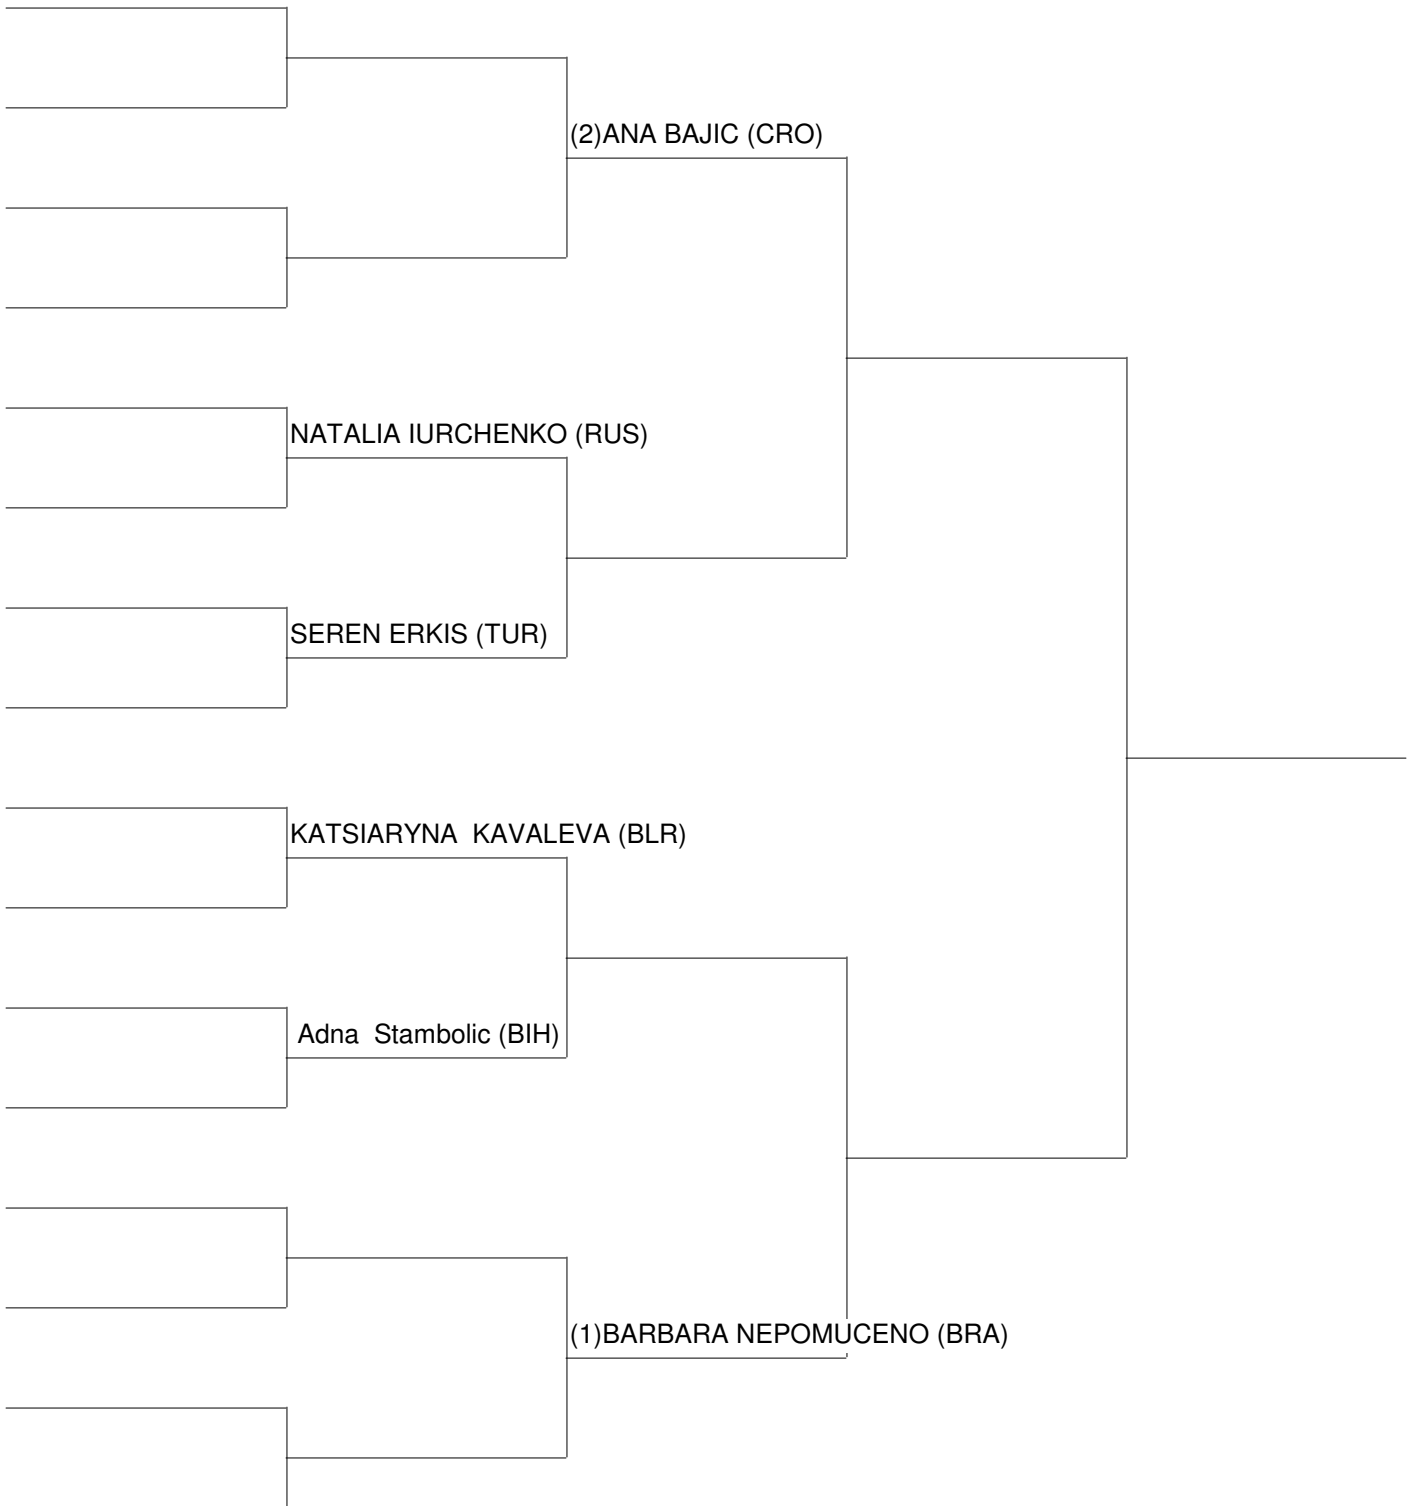 (2)ANA BAJIC (CRO)
NATALIA IURCHENKO (RUS)
SEREN ERKIS (TUR)
KATSIARYNA  KAVALEVA (BLR)
Adna  Stambolic (BIH)
(1)BARBARA NEPOMUCENO (BRA)